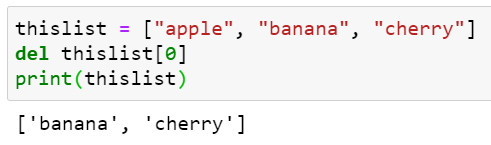 thislist = ["apple", "banana", "cherry"]
del thislist[0]
print(thislist)
['banana', 'cherry']